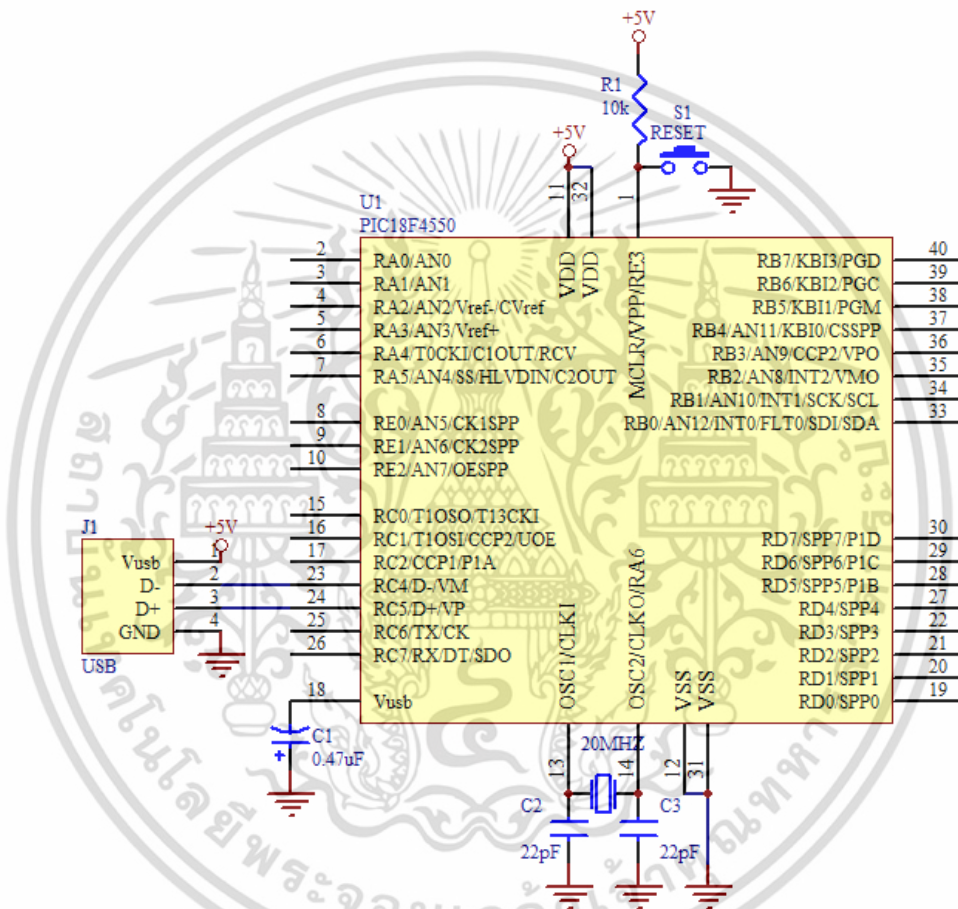 +5V
R1
10k
S1
RESET
+5V
11
32
1
U1
PIC18F4550
VDD
VDD
MCLR/VPP/RE3
2 RA0/AN0
3 RA1/AN1
4 RA2/AN2/Vref-/CVref
5 RA3/AN3/Vref+
6 RA4/T0CKI/C1OUT/RCV
7 RA5/AN4/SS/HLVDIN/C2OUT
8 RE0/AN5/CK1SPP
9 RE1/AN6/CK2SPP
10 RE2/AN7/OESPP
15 RC0/T1OSO/T13CKI
16 RC1/T1OSI/CCP2/UOE
17 RC2/CCP1/P1A
23 RC4/D-/VM
24 RC5/D+/VP
25 RC6/TX/CK
26 RC7/RX/DT/SDO
18 Vusb
RB7/KBI3/PGD 40
RB6/KBI2/PGC 39
RB5/KBI1/PGM 38
RB4/AN11/KBI0/CSSPP 37
RB3/AN9/CCP2/VPO 36
RB2/AN8/INT2/VMO 35
RB1/AN10/INT1/SCK/SCL 34
RB0/AN12/INT0/FLT0/SDI/SDA 33
RD7/SPP7/P1D 30
RD6/SPP6/P1C 29
RD5/SPP5/P1B 28
RD4/SPP4 27
RD3/SPP3 22
RD2/SPP2 21
RD1/SPP1 20
RD0/SPP0 19
OSC1/CLKI
OSC2/CLKO/RA6
VSS
VSS
J1
+5V
Vusb 1
D- 2
D+ 3
GND 4
USB
C1
+ 0.47uF
20MHZ
13
14
12
31
C2
22pF
C3
22pF